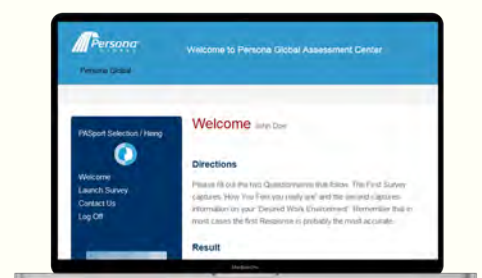 Persona
GLOBAL
Welcome to Persona Global Assessment Center
Persona Global
PASport Selection / Hiring
Welcome
Launch Survey
Contact Us
Log Off
Welcome John Doe
Directions
Please fill out the two Questionnaires that follow. The First Survey
captures 'How You Feel you really are' and the second captures
information on your 'Desired Work Environment'. Remember that in
most cases the first Response is probably the most accurate.
Result
MacBook Pro